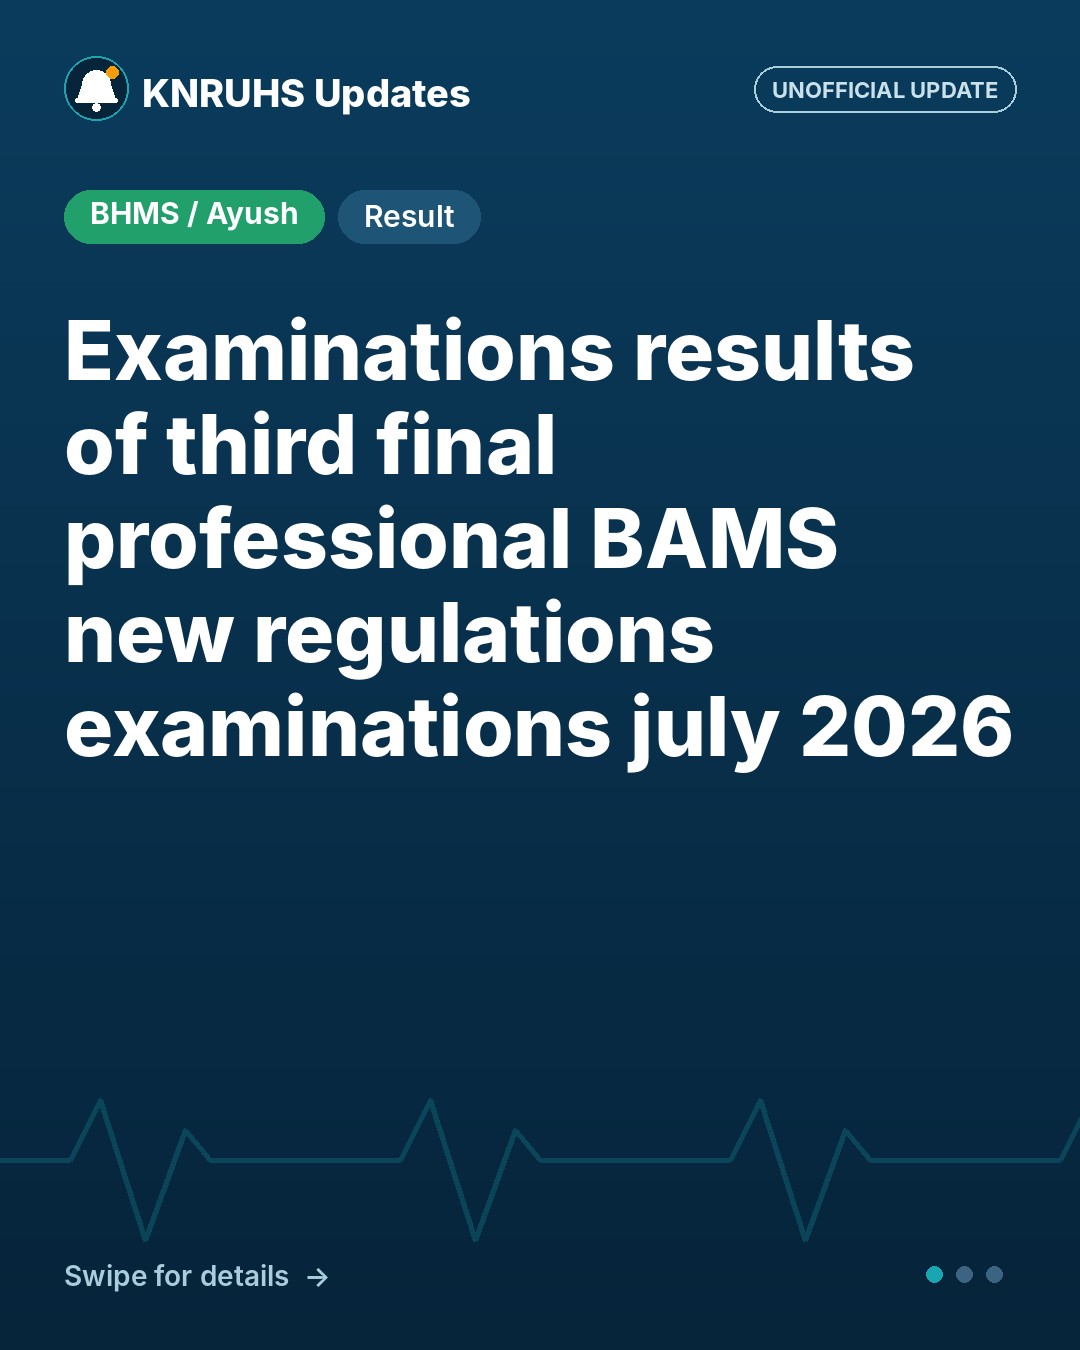 KNRUHS Updates
UNOFFICIAL UPDATE
BHMS / Ayush
Result
Examinations results
of third final
professional BAMS
new regulations
examinations july 2026
Swipe for details →